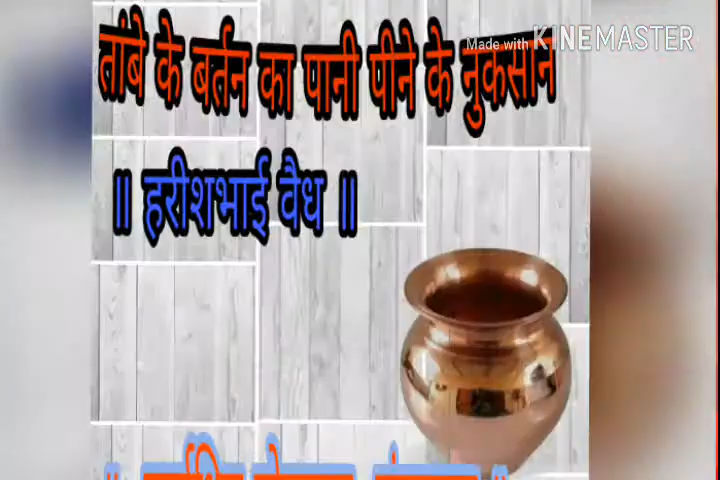 Made with KINEMASTER
तांबे के बर्तन का पानी पीने के नुकसान
॥ हरीशभाई वैध ॥